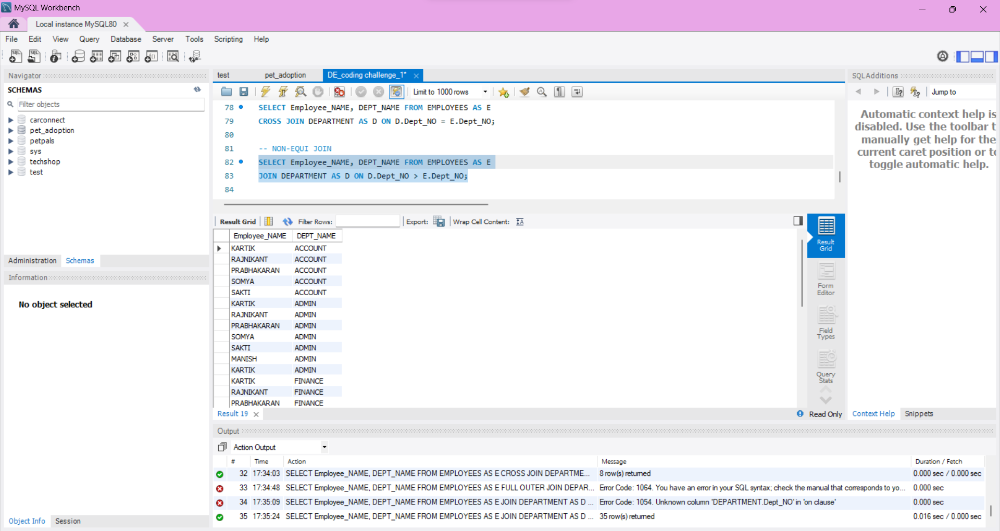 MySQL Workbench
Local instance MySQL80
File Edit View Query Database Server Tools Scripting Help
Navigator
SCHEMAS
Filter objects
carconnect
pet_adoption
petpals
sys
techshop
test
Administration Schemas
Information
No object selected
Object Info Session
test pet_adoption DE_coding challenge_1*
Limit to 1000 rows
78 SELECT Employee_NAME, DEPT_NAME FROM EMPLOYEES AS E
79 CROSS JOIN DEPARTMENT AS D ON D.Dept_NO = E.Dept_NO;
80
81 -- NON-EQUI JOIN
82 SELECT Employee_NAME, DEPT_NAME FROM EMPLOYEES AS E
83 JOIN DEPARTMENT AS D ON D.Dept_NO > E.Dept_NO;
84
Result Grid Filter Rows: Export: Wrap Cell Content:
Employee_NAME DEPT_NAME
KARTIK ACCOUNT
RAJNIKANT ACCOUNT
PRABHAKARAN ACCOUNT
SOMYA ACCOUNT
SAKTI ACCOUNT
KARTIK ADMIN
RAJNIKANT ADMIN
PRABHAKARAN ADMIN
SOMYA ADMIN
SAKTI ADMIN
MANISH ADMIN
KARTIK ADMIN
KARTIK FINANCE
RAJNIKANT FINANCE
PRABHAKARAN FINANCE
Result 19
Read Only
Result
Grid
Form
Editor
Field
Types
Query
Stats
SQLAdditions
Jump to
Automatic context help is
disabled. Use the toolbar t
manually get help for the
current caret position or to
toggle automatic help.
Context Help Snippets
Output
Action Output
# Time Action Message Duration / Fetch
32 17:34:03 SELECT Employee_NAME, DEPT_NAME FROM EMPLOYEES AS E CROSS JOIN DEPARTME... 8 row(s) returned 0.000 sec / 0.000 sec
33 17:34:48 SELECT Employee_NAME, DEPT_NAME FROM EMPLOYEES AS E FULL OUTER JOIN DEPAR... Error Code: 1064. You have an error in your SQL syntax; check the manual that corresponds to yo... 0.000 sec
34 17:35:09 SELECT Employee_NAME, DEPT_NAME FROM EMPLOYEES AS E JOIN DEPARTMENT AS D ... Error Code: 1054. Unknown column 'DEPARTMENT.Dept_NO' in 'on clause' 0.000 sec
35 17:35:24 SELECT Employee_NAME, DEPT_NAME FROM EMPLOYEES AS E JOIN DEPARTMENT AS D ... 35 row(s) returned 0.016 sec / 0.000 sec